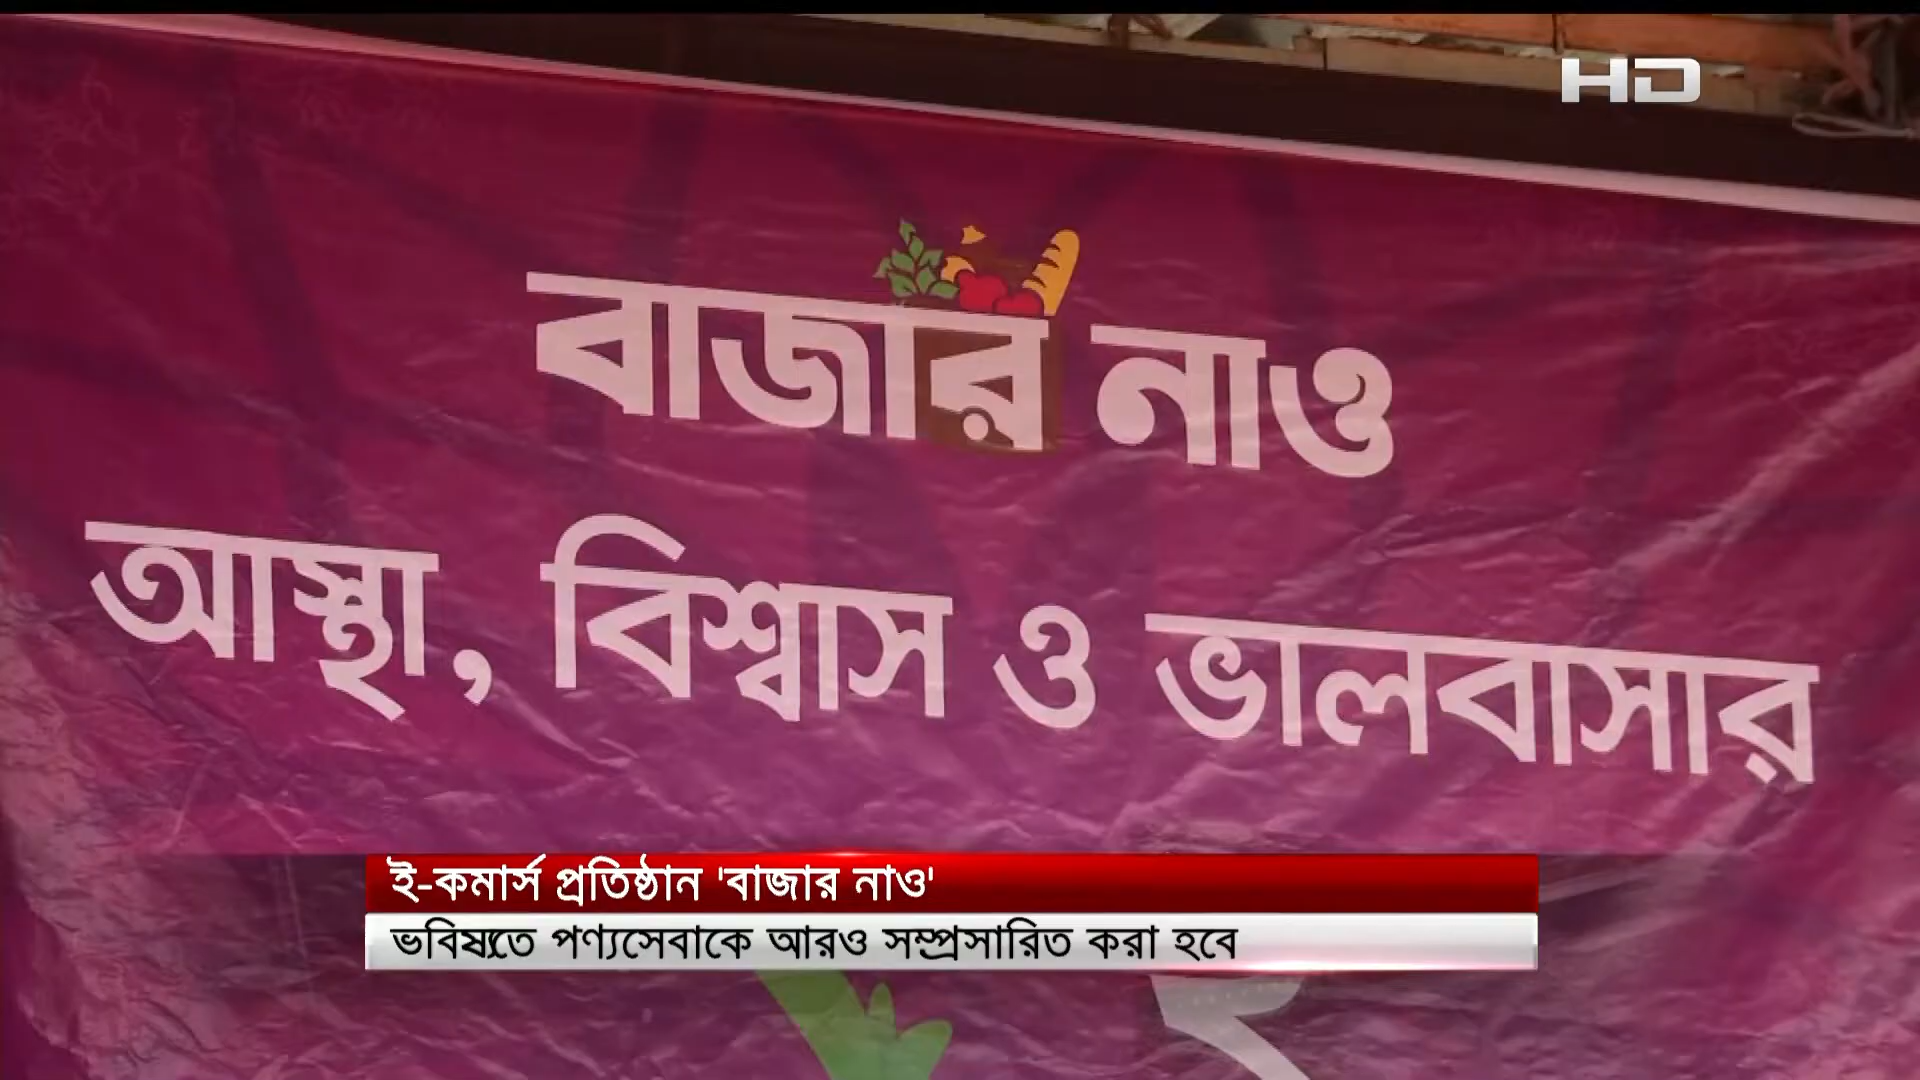 HD
বাজার নাও
আস্থা, বিশ্বাস ও ভালবাসার
ই-কমার্স প্রতিষ্ঠান 'বাজার নাও'
ভবিষ্যতে পণ্যসেবাকে আরও সম্প্রসারিত করা হবে